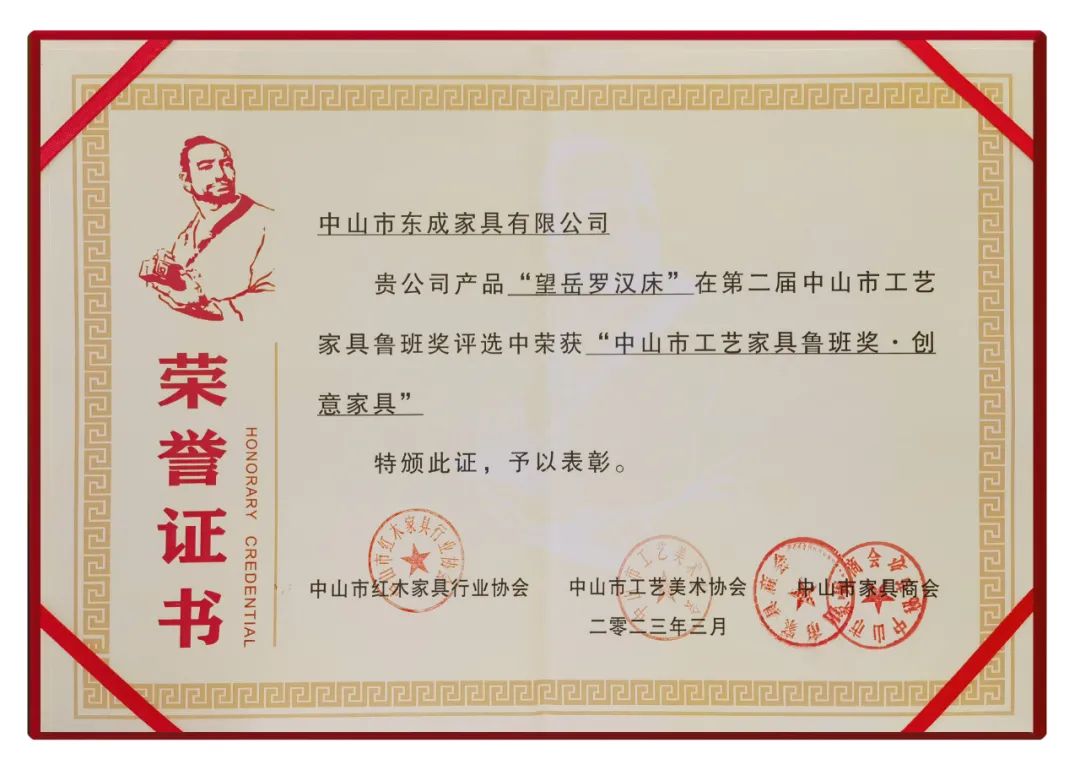 荣誉证书
HONORARY CREDENTIAL
中山市东成家具有限公司
贵公司产品“望岳罗汉床”在第二届中山市工艺
家具鲁班奖评选中荣获“中山市工艺家具鲁班奖·创
意家具”
特颁此证，予以表彰。
中山市红木家具行业协会
中山市工艺美术协会
中山市家具商会
二零二三年三月